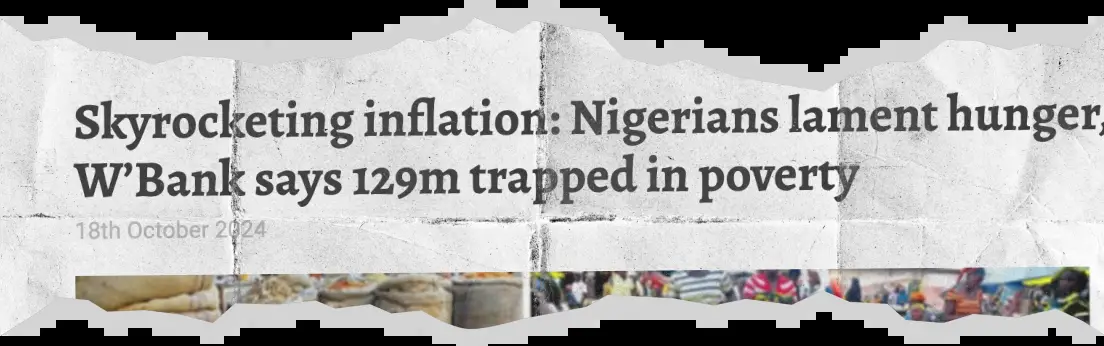 Skyrocketing inflation: Nigerians lament hunger,
W’Bank says 129m trapped in poverty
18th October 2024